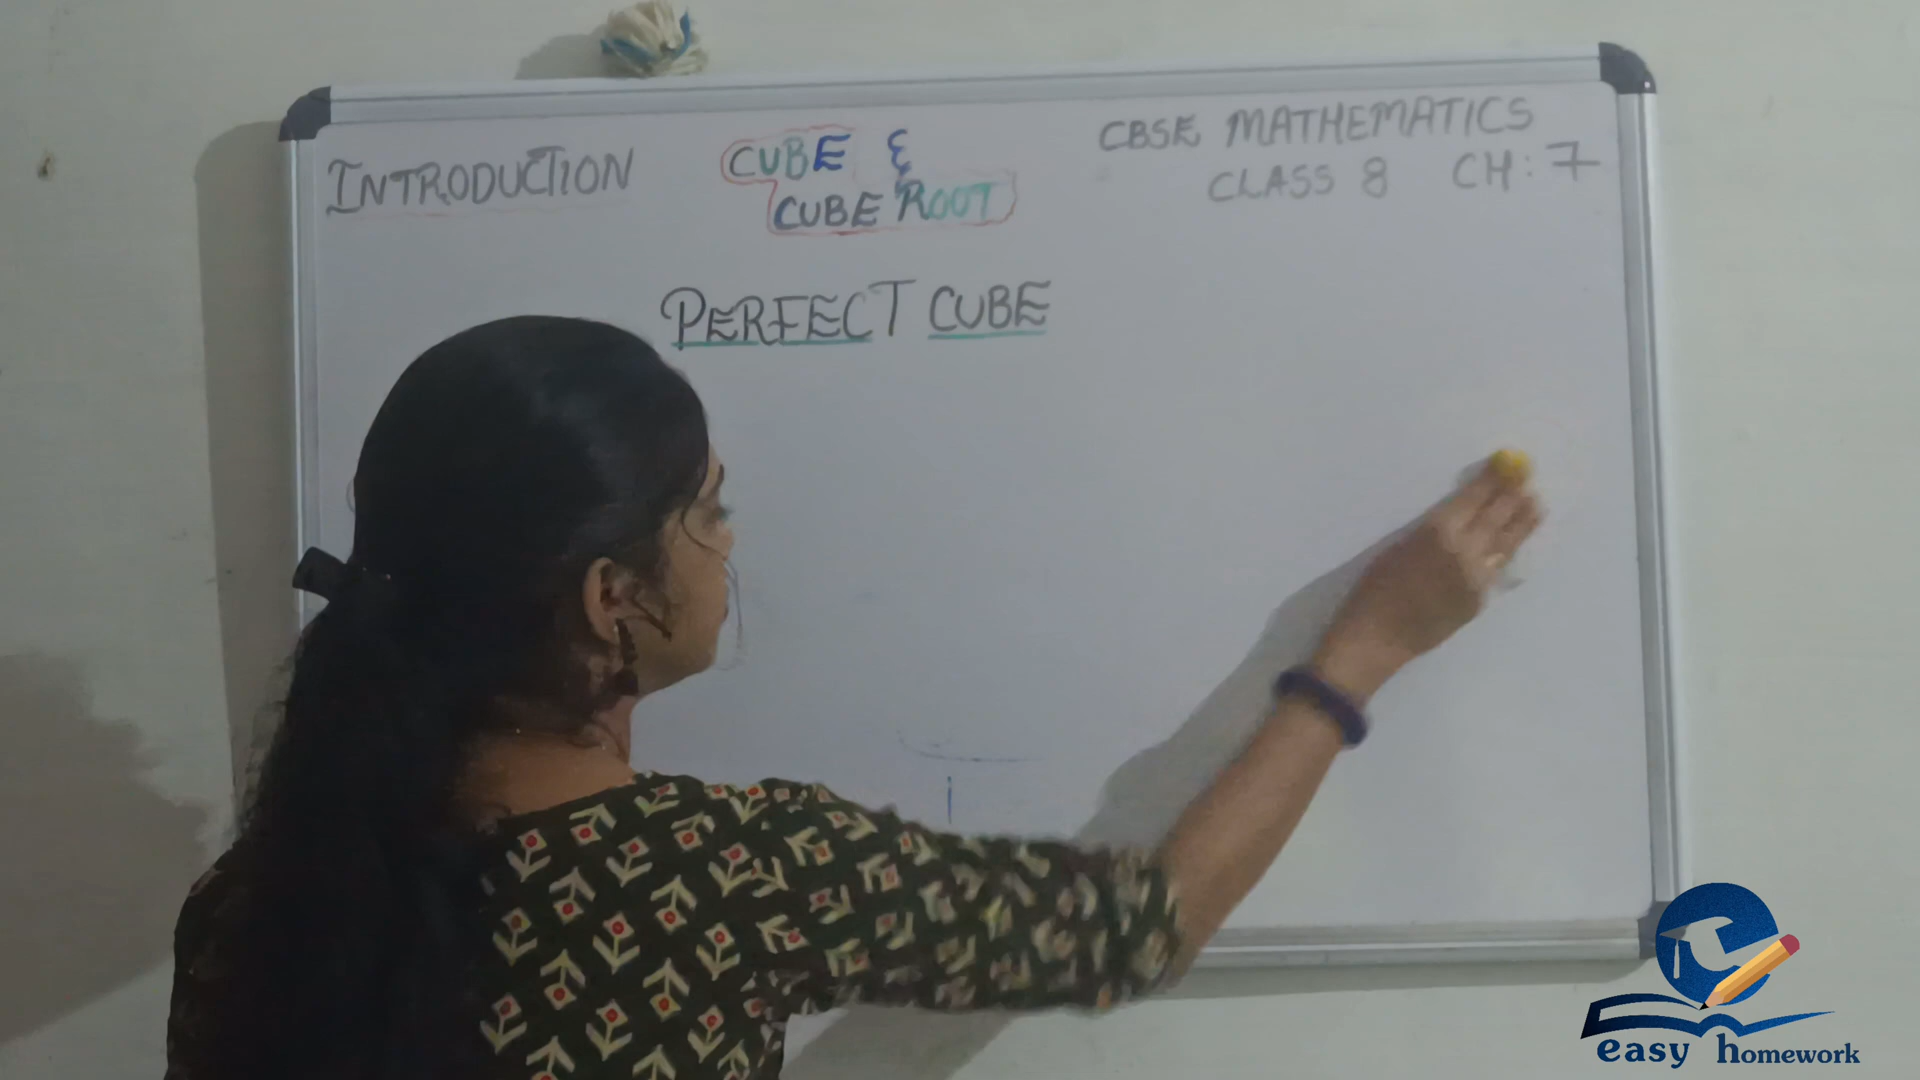 INTRODUCTION
CUBE &
CUBE ROOT
CBSE MATHEMATICS
CLASS 8 CH: 7
PERFECT CUBE
easy homework